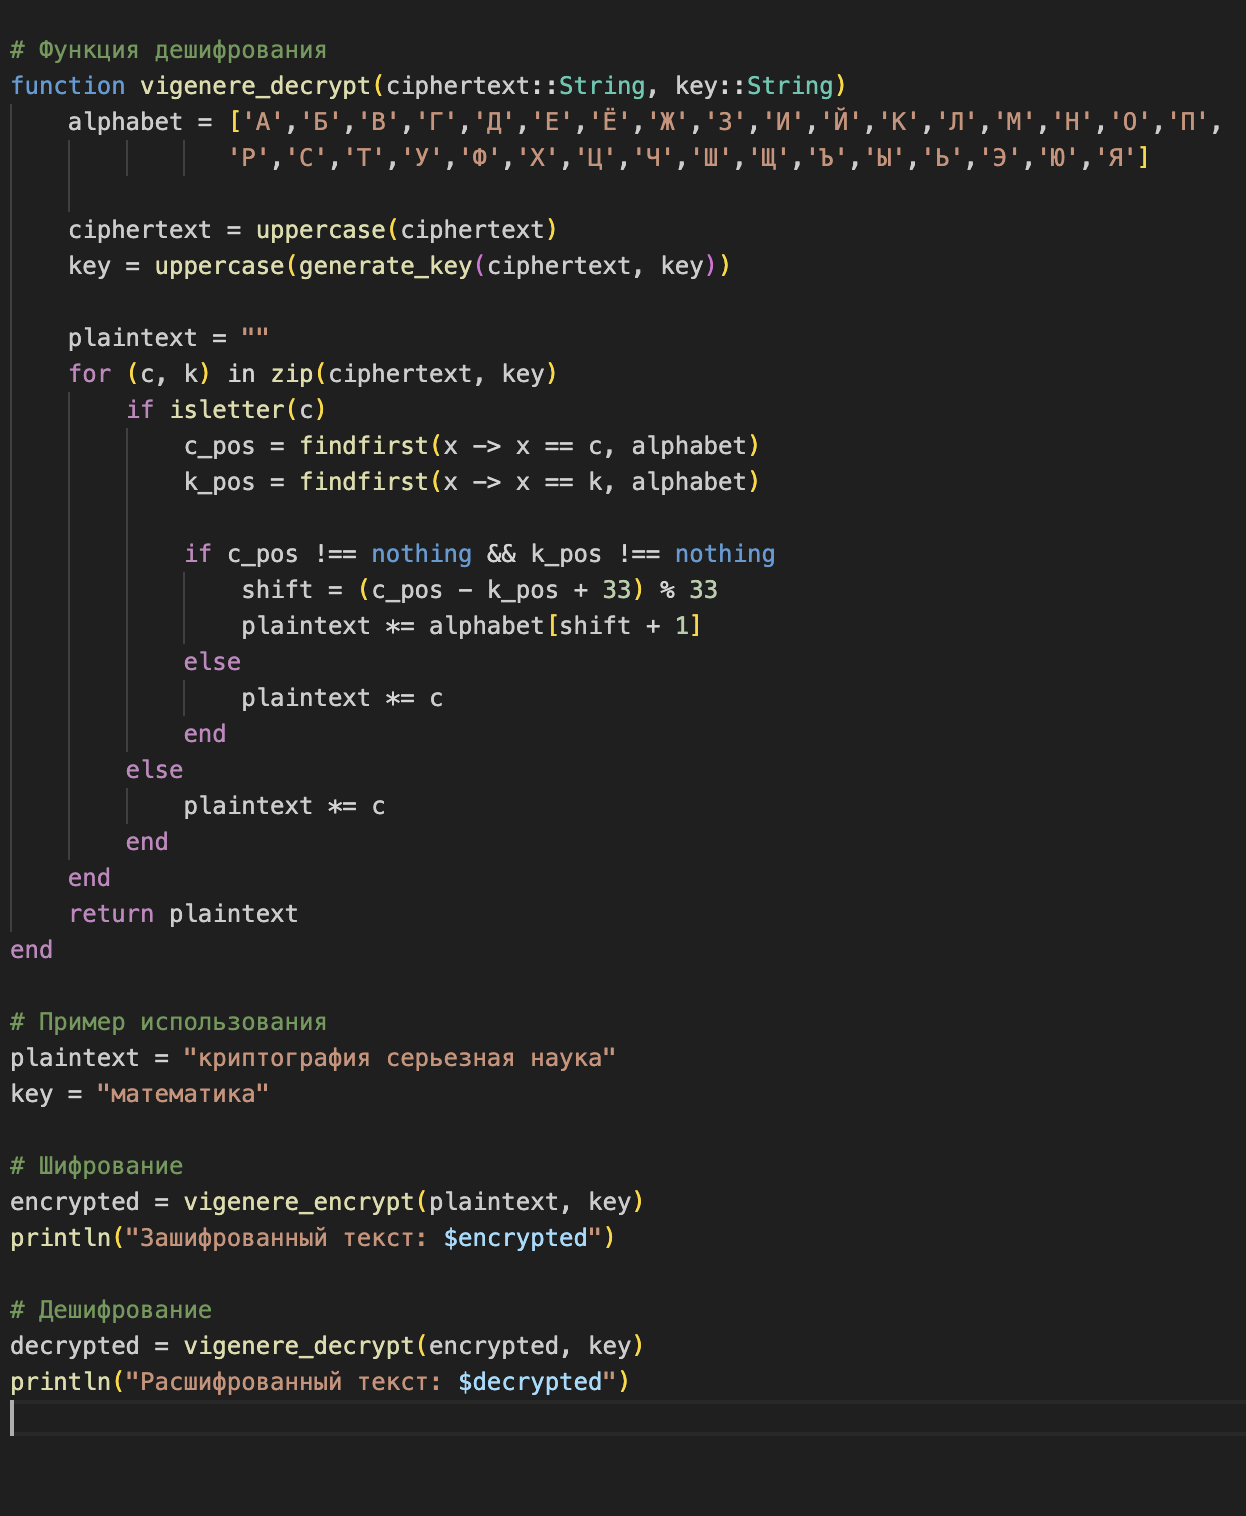 # Функция дешифрования
function vigenere_decrypt(ciphertext::String, key::String)
    alphabet = ['А','Б','В','Г','Д','Е','Ё','Ж','З','И','Й','К','Л','М','Н','О','П',
               'Р','С','Т','У','Ф','Х','Ц','Ч','Ш','Щ','Ъ','Ы','Ь','Э','Ю','Я']
    ciphertext = uppercase(ciphertext)
    key = uppercase(generate_key(ciphertext, key))
    plaintext = ""
    for (c, k) in zip(ciphertext, key)
        if isletter(c)
            c_pos = findfirst(x -> x == c, alphabet)
            k_pos = findfirst(x -> x == k, alphabet)
            if c_pos !== nothing && k_pos !== nothing
                shift = (c_pos - k_pos + 33) % 33
                plaintext *= alphabet[shift + 1]
            else
                plaintext *= c
            end
        else
            plaintext *= c
        end
    end
    return plaintext
end
# Пример использования
plaintext = "криптография серьезная наука"
key = "математика"
# Шифрование
encrypted = vigenere_encrypt(plaintext, key)
println("Зашифрованный текст: $encrypted")
# Дешифрование
decrypted = vigenere_decrypt(encrypted, key)
println("Расшифрованный текст: $decrypted")